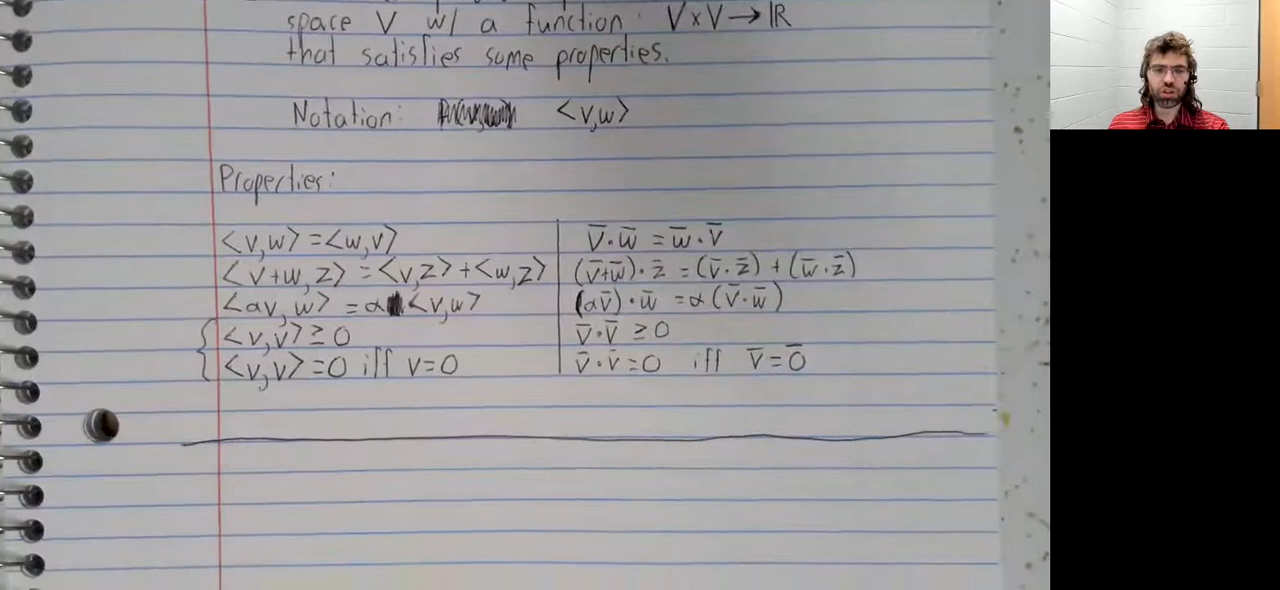 space V w/ a function: V×V→ℝ
that satisfies some properties.
Notation: <v,w>
Properties:
<v,w> = <w,v>
<v+w, z> = <v,z> + <w,z>
<αv, w> = α <v,w>
<v,v> ≥ 0
<v,v> = 0 iff v=0
v̅·w̅ = w̅·v̅
(v̅+w̅)·z̅ = (v̅·z̅) + (w̅·z̅)
(αv̅)·w̅ = α(v̅·w̅)
v̅·v̅ ≥ 0
v̅·v̅ = 0 iff v̅ = 0̅